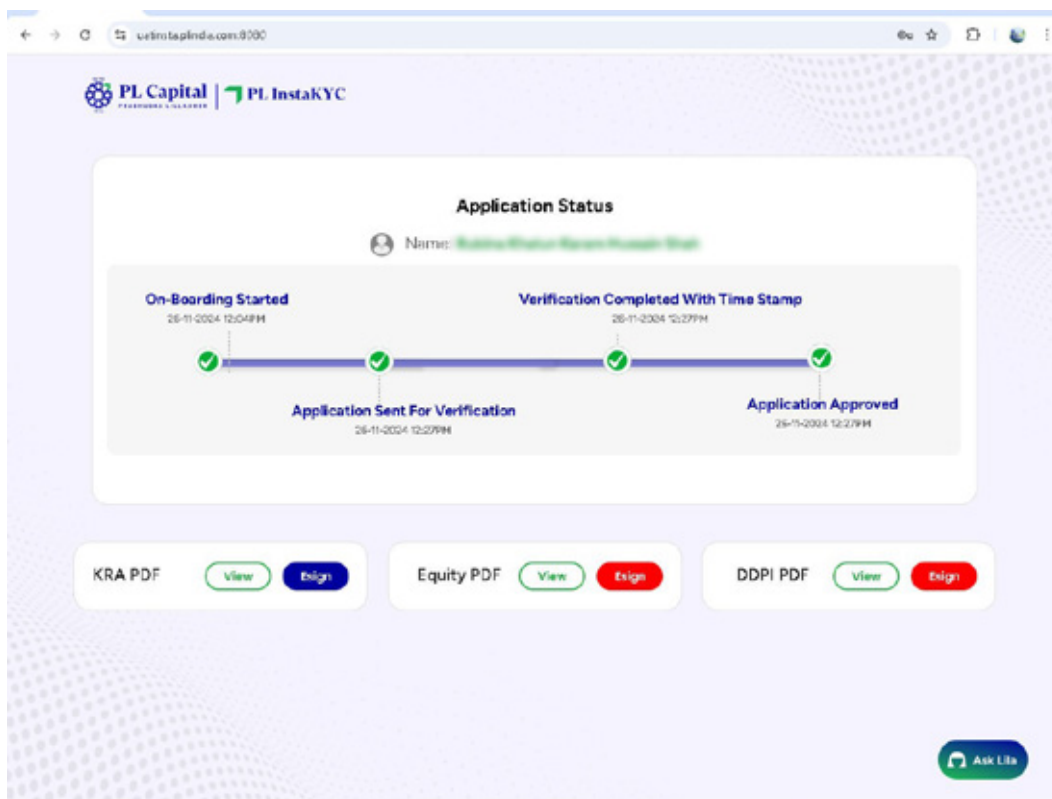 PL Capital | PL InstaKYC
PRABHUDAS LILLADHER
Application Status
Name:
On-Boarding Started
26-11-2024 12:04PM
Verification Completed With Time Stamp
26-11-2024 12:27PM
Application Sent For Verification
26-11-2024 12:27PM
Application Approved
26-11-2024 12:27PM
KRA PDF View Esign
Equity PDF View Esign
DDPI PDF View Esign
Ask Lila